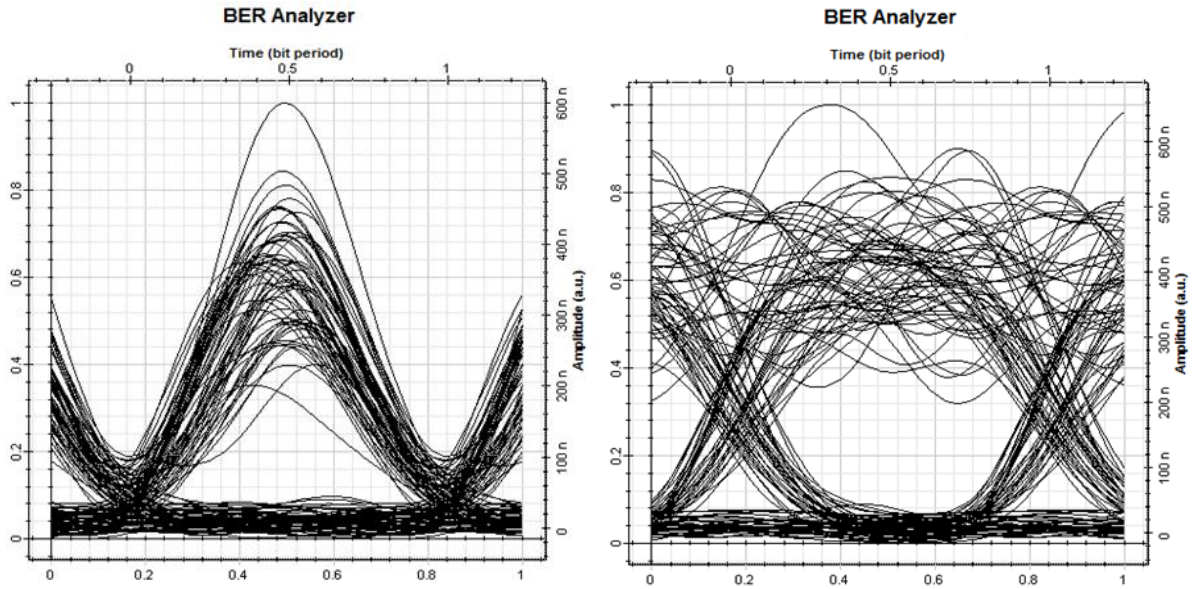 BER Analyzer
Time (bit period)
0 0.5 1
1
0.8
0.6
0.4
0.2
0
600 n
500 n
400 n
300 n
200 n
100 n
0
Amplitude (a.u.)
0 0.2 0.4 0.6 0.8 1
BER Analyzer
Time (bit period)
0 0.5 1
1
0.8
0.6
0.4
0.2
0
600 n
500 n
400 n
300 n
200 n
100 n
0
Amplitude (a.u.)
0 0.2 0.4 0.6 0.8 1